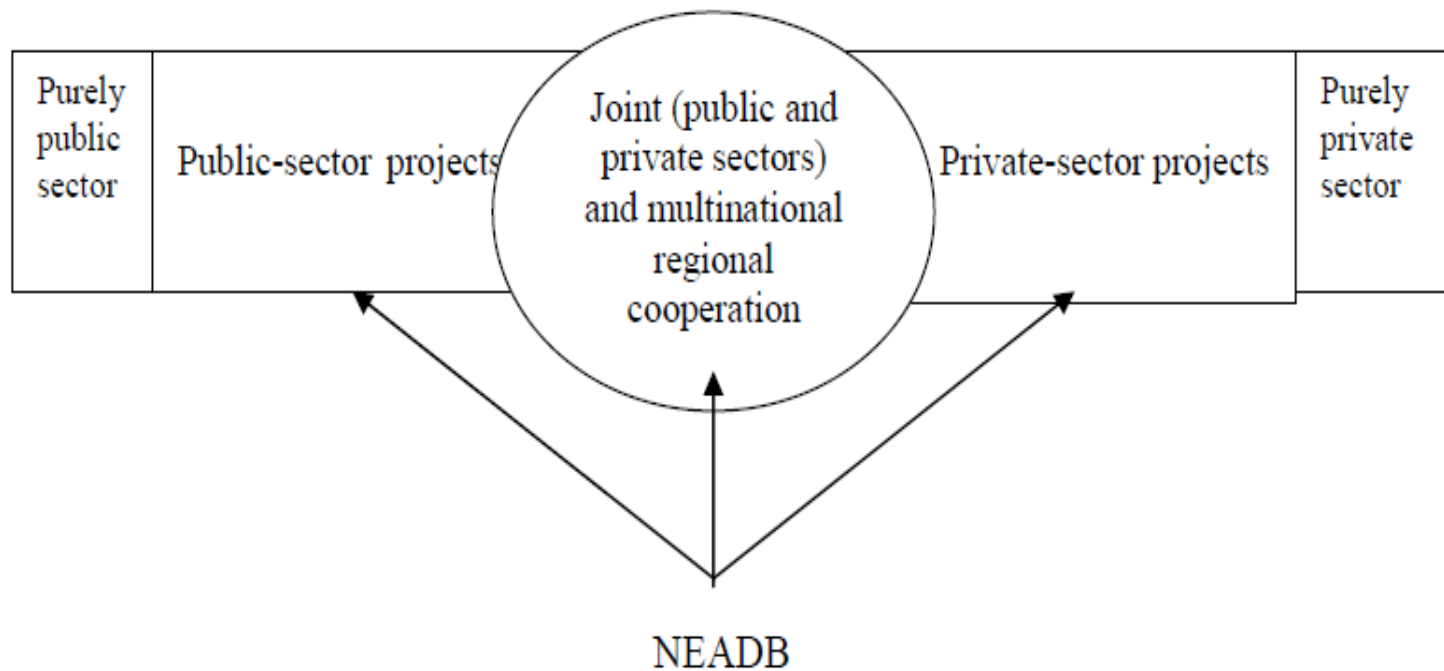 Purely
public
sector
Public-sector projects
Joint (public and
private sectors)
and multinational
regional
cooperation
Private-sector projects
Purely
private
sector
NEADB